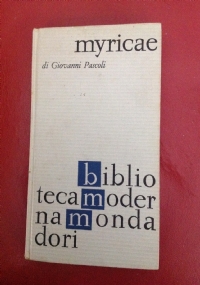 myricae
di Giovanni Pascoli
biblio
tecamoder
namonda
dori